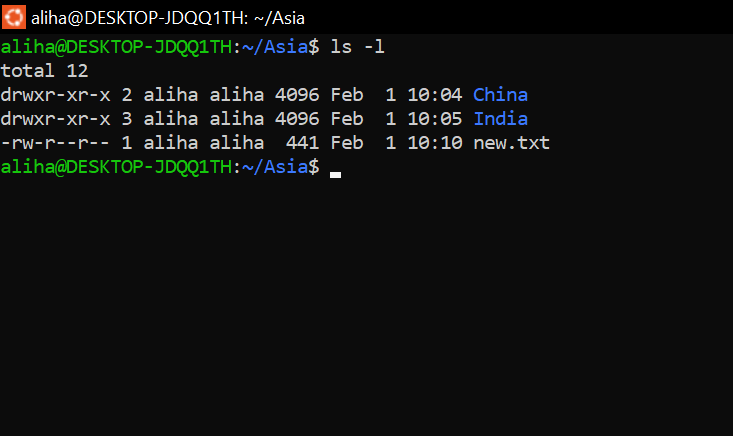 aliha@DESKTOP-JDQQ1TH: ~/Asia
aliha@DESKTOP-JDQQ1TH:~/Asia$ ls -l
total 12
drwxr-xr-x 2 aliha aliha 4096 Feb  1 10:04 China
drwxr-xr-x 3 aliha aliha 4096 Feb  1 10:05 India
-rw-r--r-- 1 aliha aliha  441 Feb  1 10:10 new.txt
aliha@DESKTOP-JDQQ1TH:~/Asia$